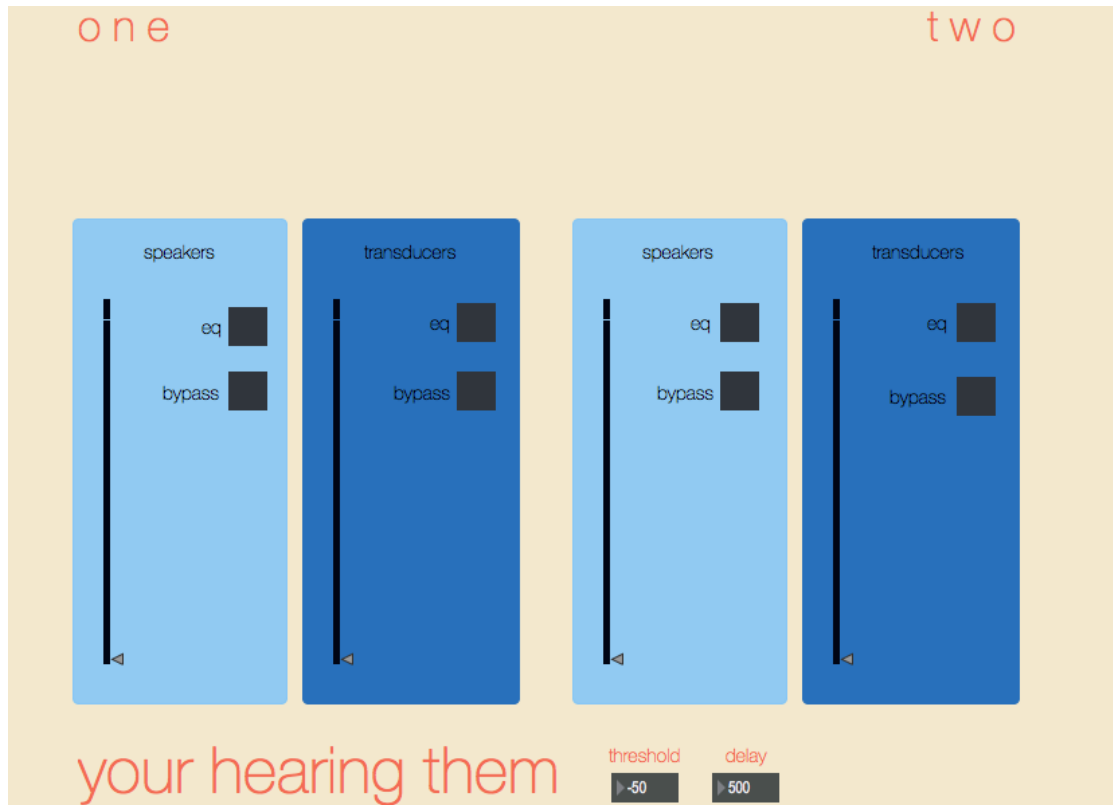 one two
speakers transducers speakers transducers
eq eq eq eq
bypass bypass bypass bypass
your hearing them threshold delay
-50 500